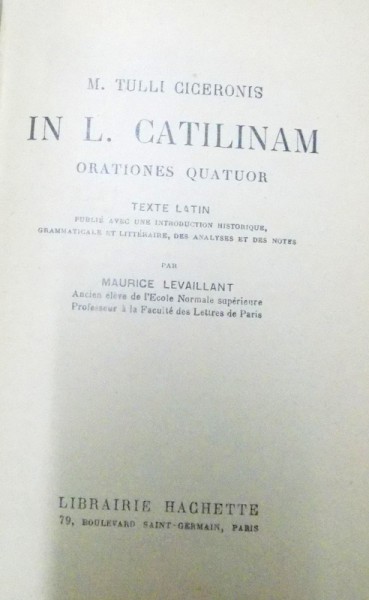 M. TULLI CICERONIS
IN L. CATILINAM
ORATIONES QUATUOR
TEXTE LATIN
PUBLIÉ AVEC UNE INTRODUCTION HISTORIQUE,
GRAMMATICALE ET LITTÉRAIRE, DES ANALYSES ET DES NOTES
PAR
MAURICE LEVAILLANT
Ancien élève de l'Ecole Normale supérieure
Professeur à la Faculté des Lettres de Paris
LIBRAIRIE HACHETTE
79, BOULEVARD SAINT-GERMAIN, PARIS